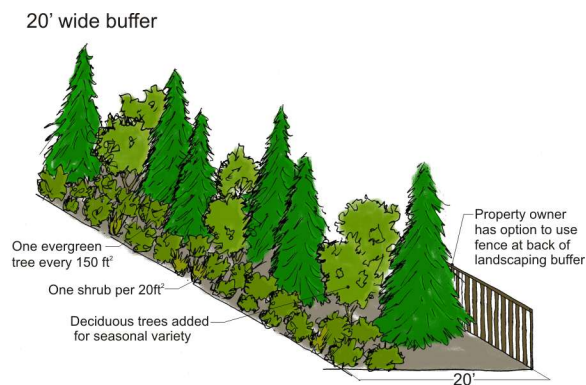 20' wide buffer
Property owner
has option to use
fence at back of
landscaping buffer
One evergreen
tree every 150 ft²
One shrub per 20ft²
Deciduous trees added
for seasonal variety
20'